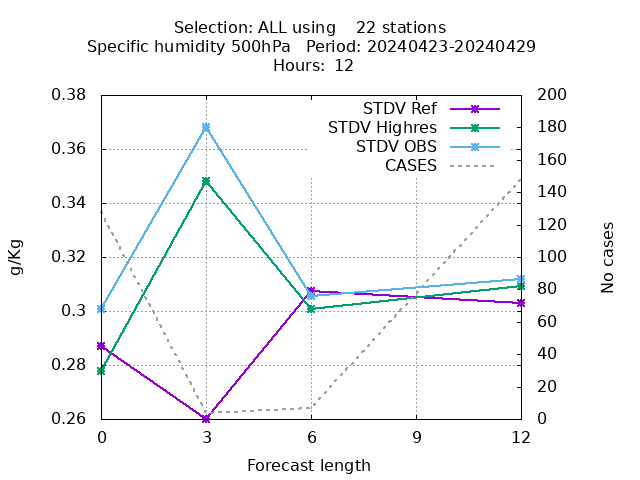 Selection: ALL using    22 stations
Specific humidity 500hPa   Period: 20240423-20240429
Hours:  12
0.38
0.36
0.34
0.32
0.3
0.28
0.26
g/Kg
STDV Ref
STDV Highres
STDV OBS
CASES
200
180
160
140
120
100
80
60
40
20
0
No cases
0 3 6 9 12
Forecast length